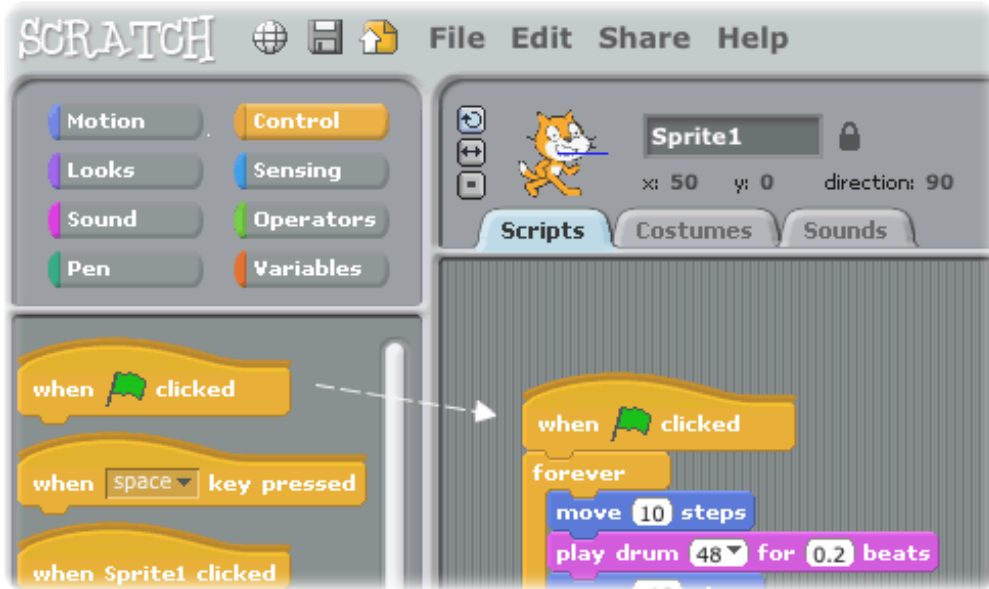 SCRATCH File Edit Share Help
Motion Control
Looks Sensing
Sound Operators
Pen Variables
Sprite1
x: 50 y: 0 direction: 90
Scripts Costumes Sounds
when clicked
when space key pressed
when Sprite1 clicked
when clicked
forever
move 10 steps
play drum 48 for 0.2 beats